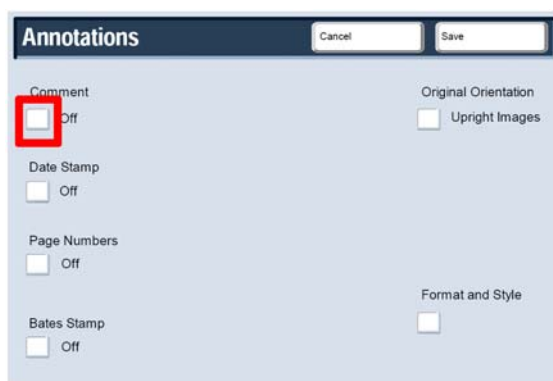 Annotations
Cancel
Save
Comment
Off
Date Stamp
Off
Page Numbers
Off
Bates Stamp
Off
Original Orientation
Upright Images
Format and Style